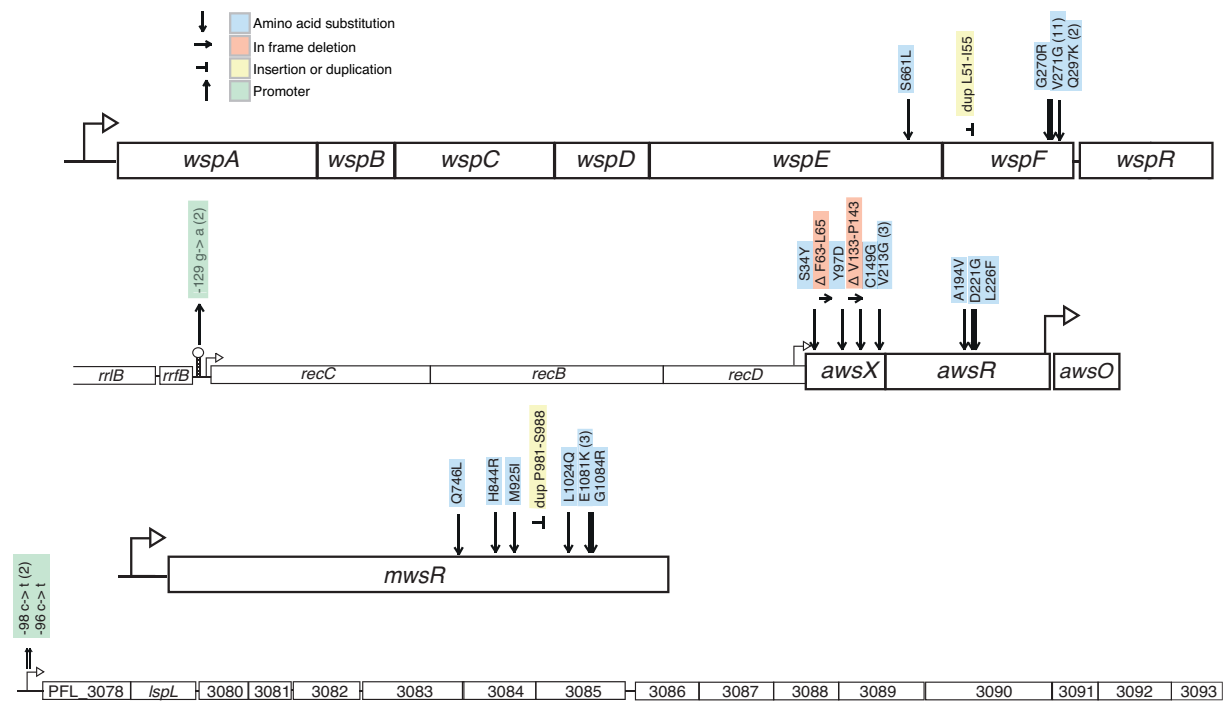 Amino acid substitution
In frame deletion
Insertion or duplication
Promoter
S661L
dup L51-I55
G270R
V271G (11)
Q297K (2)
wspA wspB wspC wspD wspE wspF wspR
-129 g-> a (2)
S34Y
Δ F63-L65
Y97D
Δ V133-P143
C149G
V213G (3)
A194V
D221G
L226F
rrlB rrfB recC recB recD awsX awsR awsO
Q746L
H844R
M925I
dup P981-S988
L1024Q
E1081K (3)
G1084R
mwsR
-98 c-> t (2)
-96 c-> t
PFL_3078 lspL 3080 3081 3082 3083 3084 3085 3086 3087 3088 3089 3090 3091 3092 3093